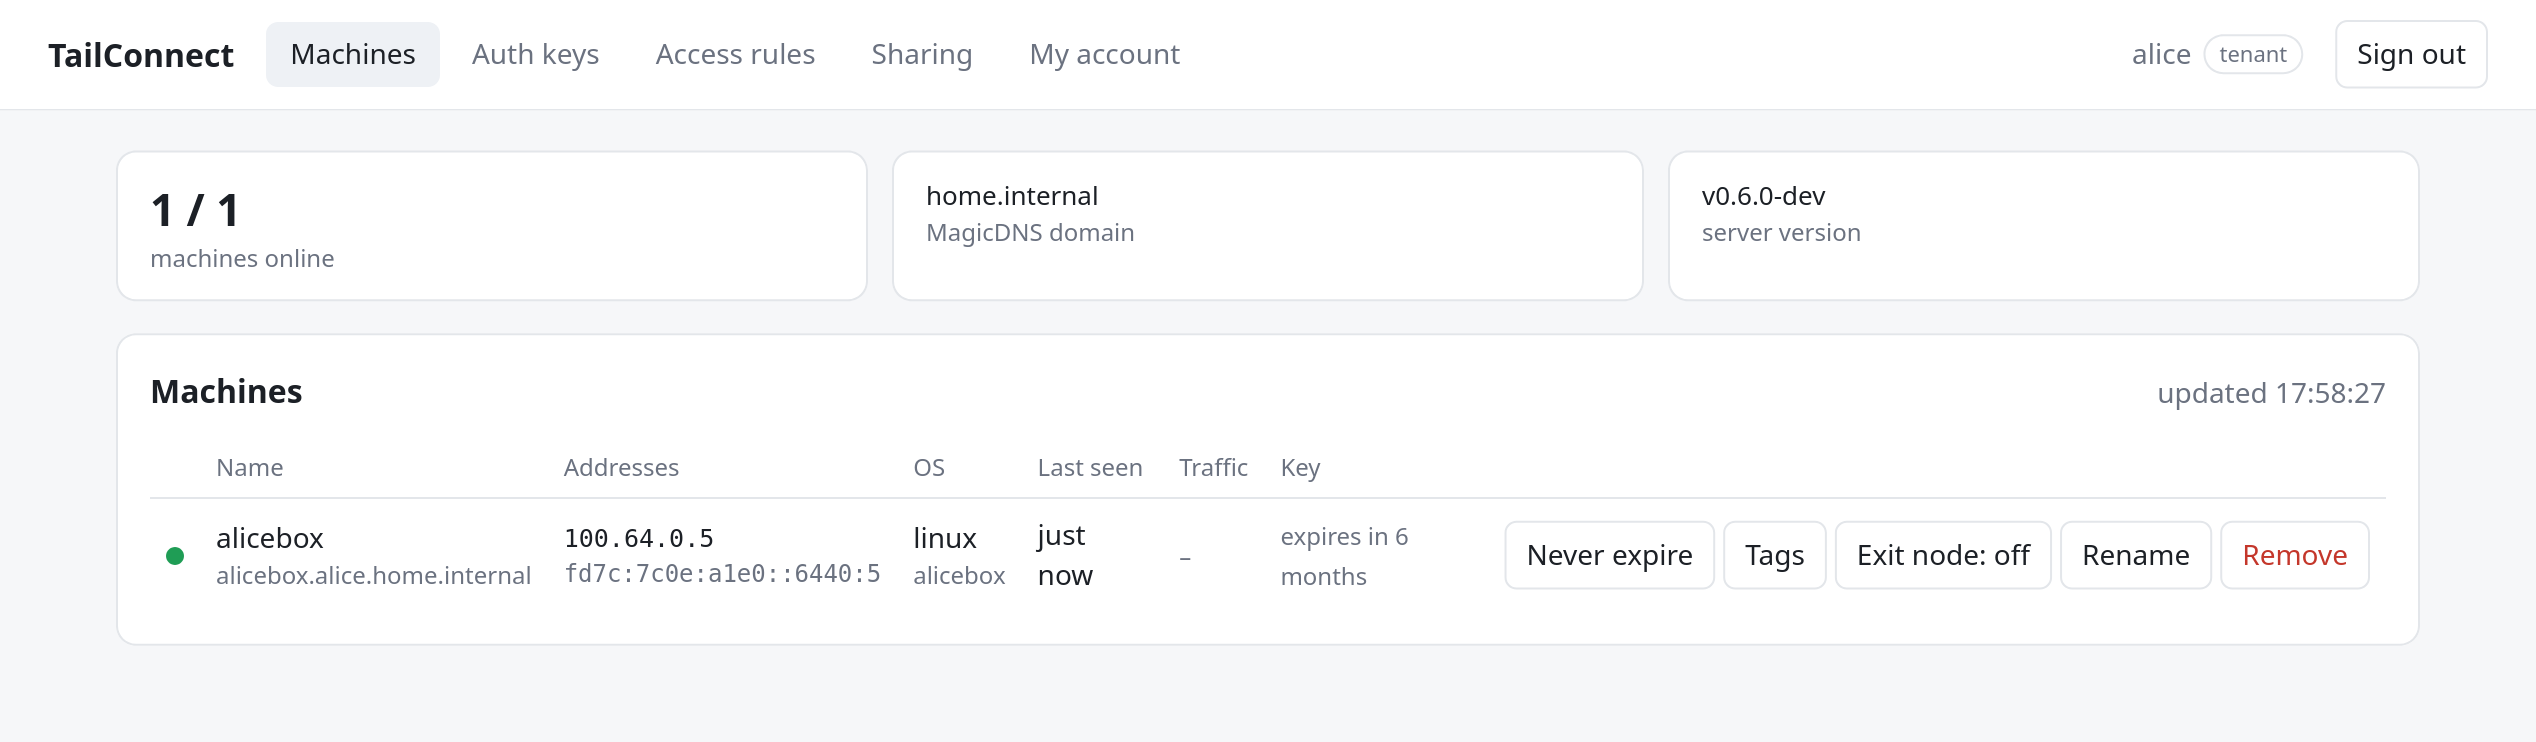 TailConnect Machines Auth keys Access rules Sharing My account alice tenant Sign out
1 / 1
machines online
home.internal
MagicDNS domain
v0.6.0-dev
server version
Machines updated 17:58:27
Name Addresses OS Last seen Traffic Key
alicebox 100.64.0.5 linux just now – expires in 6 months Never expire Tags Exit node: off Rename Remove
alicebox.alice.home.internal fd7c:7c0e:a1e0::6440:5 alicebox